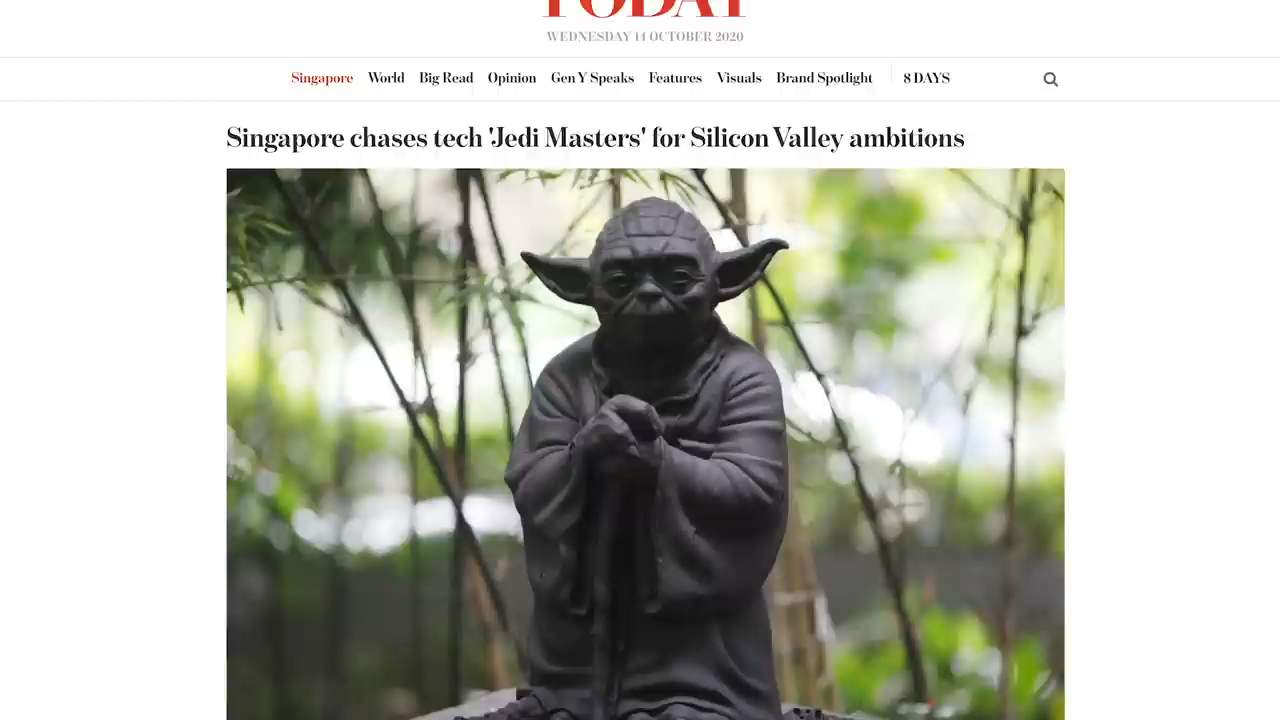 TODAY
WEDNESDAY 14 OCTOBER 2020
Singapore World Big Read Opinion Gen Y Speaks Features Visuals Brand Spotlight 8 DAYS
Singapore chases tech 'Jedi Masters' for Silicon Valley ambitions